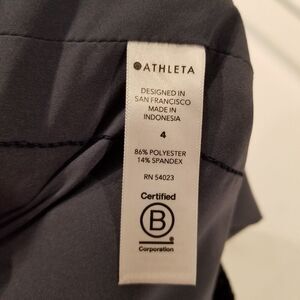 ATHLETA
DESIGNED IN
SAN FRANCISCO
MADE IN
INDONESIA
4
86% POLYESTER
14% SPANDEX
RN 54023
Certified
B
Corporation